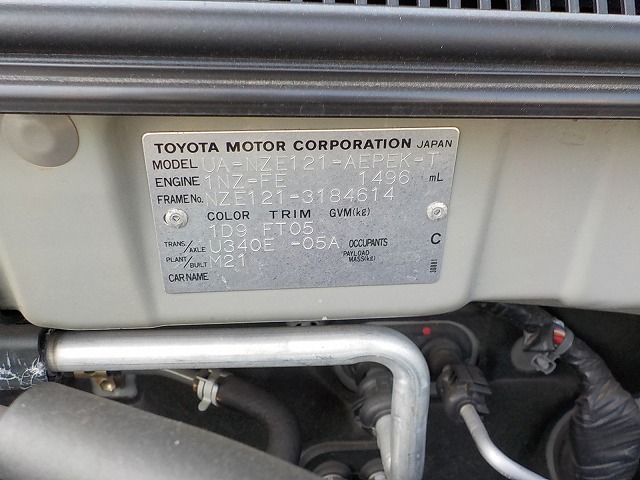 TOYOTA MOTOR CORPORATION JAPAN
MODEL UA-NZE121-AEPEK-T
ENGINE 1NZ-FE 1496 mL
FRAME No. NZE121-3184614
COLOR TRIM GVM(kg)
1D9 FT05
TRANS./AXLE U340E -05A OCCUPANTS C
PLANT/BUILT M21 PAYLOAD MASS(kg)
CAR NAME